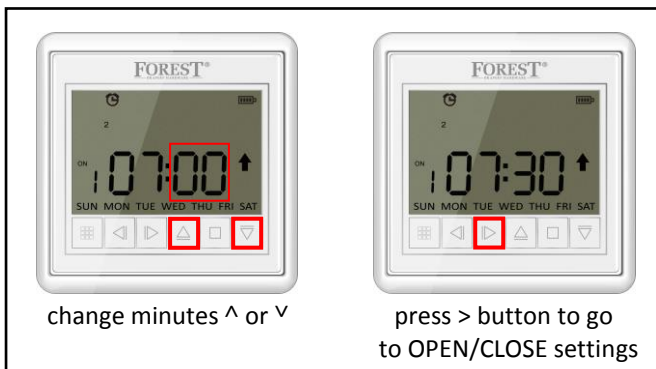 FOREST®
2
ON
1 07:00
SUN MON TUE WED THU FRI SAT
change minutes ^ or ˅
FOREST®
2
ON
1 07:30
SUN MON TUE WED THU FRI SAT
press > button to go
to OPEN/CLOSE settings